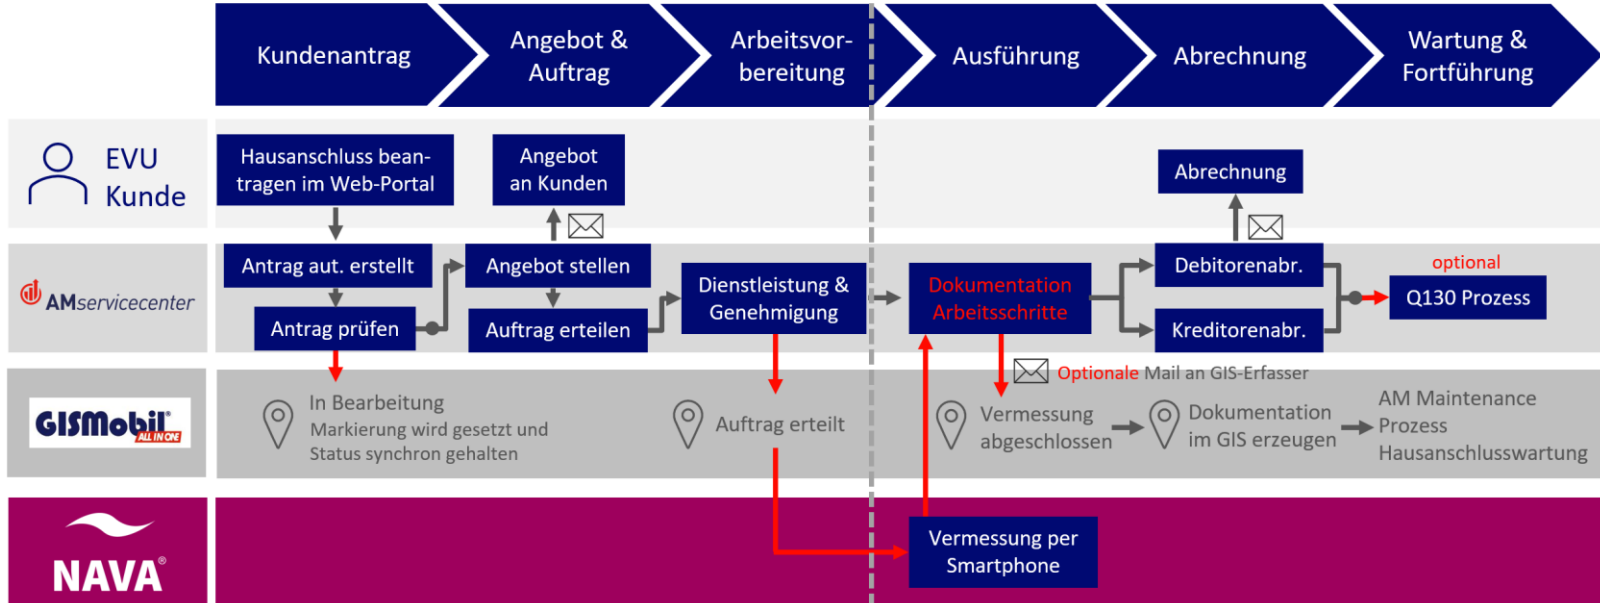 Kundenantrag
Angebot &
Auftrag
Arbeitsvor-
bereitung
Ausführung
Abrechnung
Wartung &
Fortführung
EVU
Kunde
Hausanschluss bean-
tragen im Web-Portal
Angebot
an Kunden
Abrechnung
AMservicecenter
Antrag aut. erstellt
Antrag prüfen
Angebot stellen
Auftrag erteilen
Dienstleistung &
Genehmigung
Dokumentation
Arbeitsschritte
Debitorenabr.
Kreditorenabr.
optional
Q130 Prozess
Optionale Mail an GIS-Erfasser
GISMobil®
ALL IN ONE
In Bearbeitung
Markierung wird gesetzt und
Status synchron gehalten
Auftrag erteilt
Vermessung
abgeschlossen
Dokumentation
im GIS erzeugen
AM Maintenance
Prozess
Hausanschlusswartung
NAVA®
Vermessung per
Smartphone